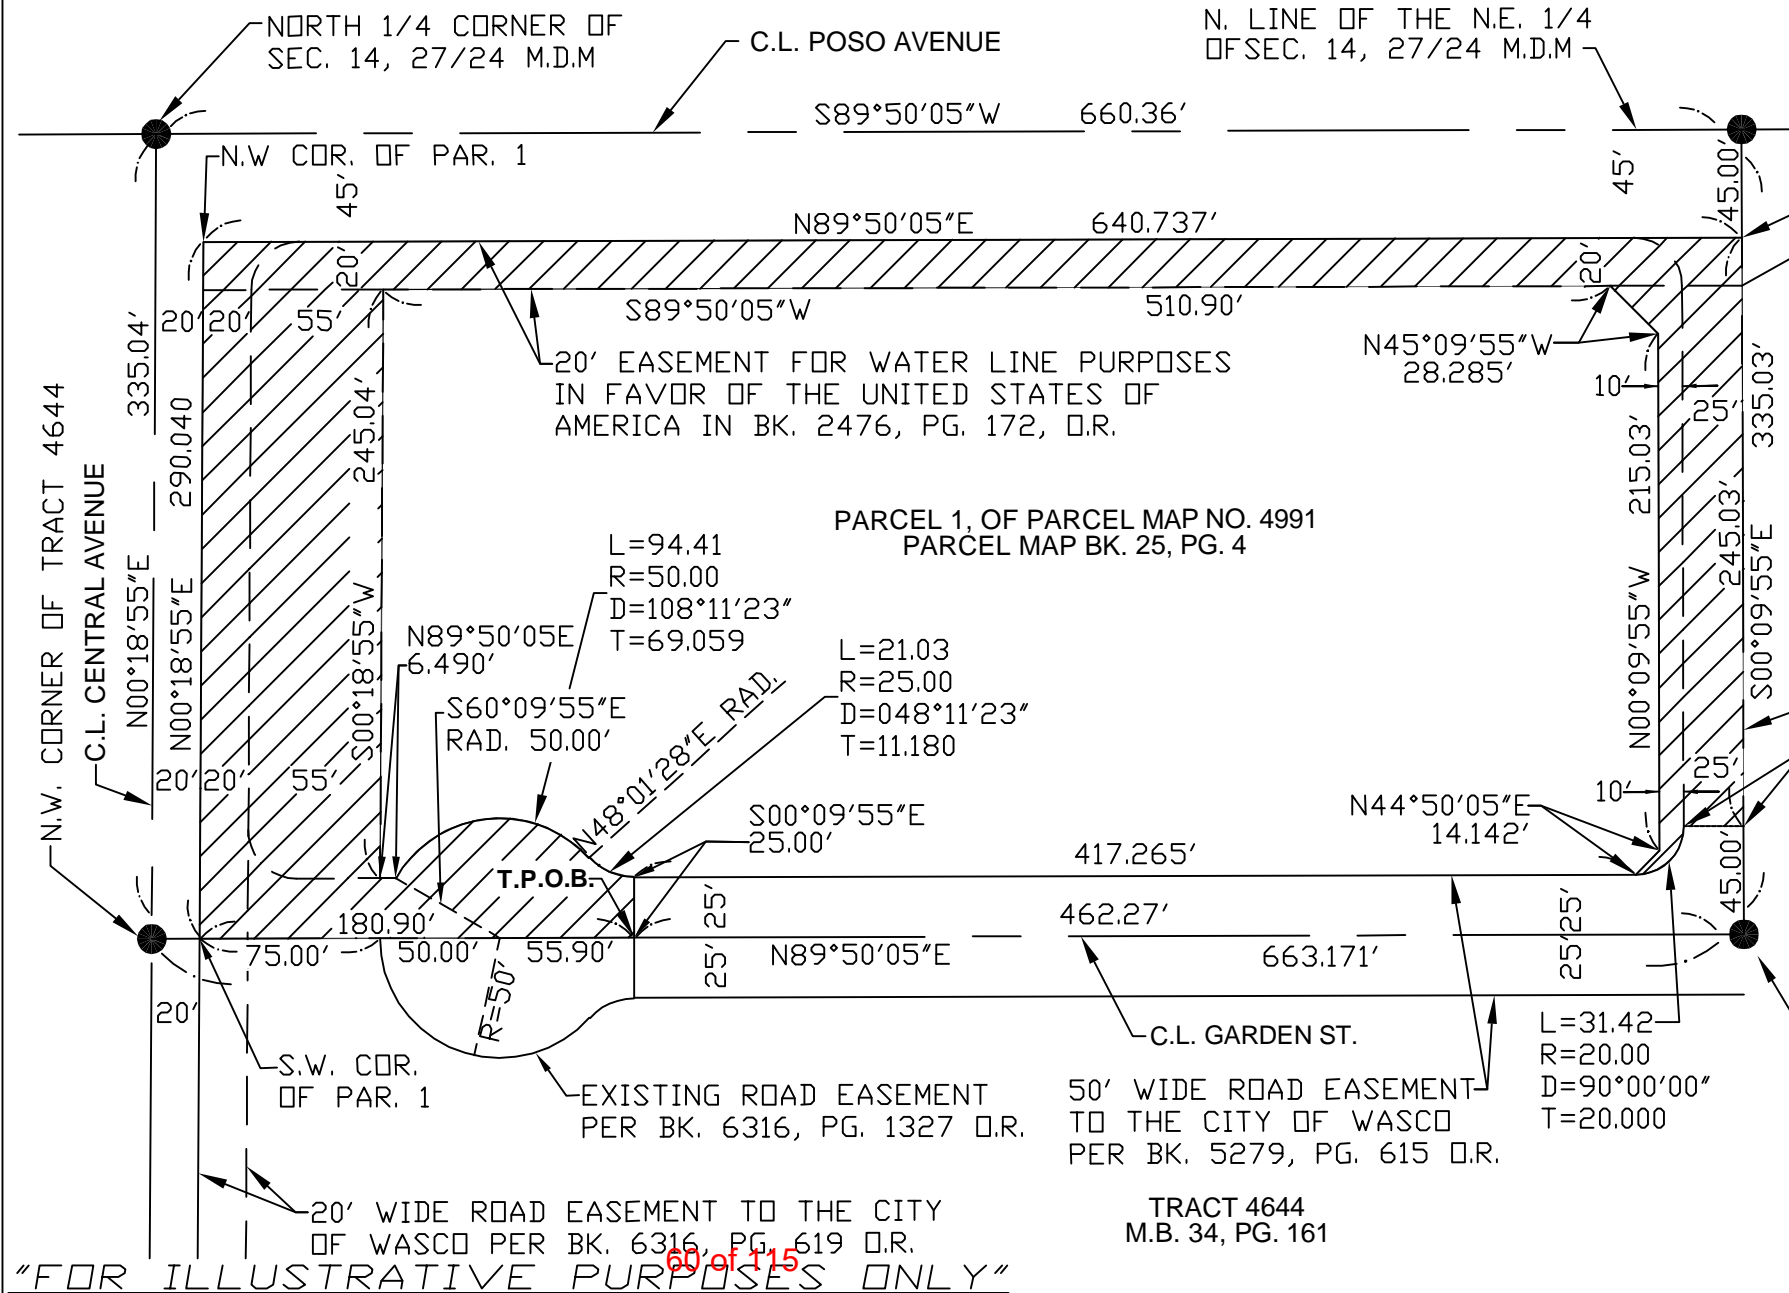 NORTH 1/4 CORNER OF
SEC. 14, 27/24 M.D.M
C.L. POSO AVENUE
N. LINE OF THE N.E. 1/4
OFSEC. 14, 27/24 M.D.M
S89°50'05"W 660.36'
N.W COR. OF PAR. 1
45'
45'
45.00'
N89°50'05"E 640.737'
20'
20'
20' 20' 55'
S89°50'05"W 510.90'
N45°09'55"W
28.285'
20' EASEMENT FOR WATER LINE PURPOSES
IN FAVOR OF THE UNITED STATES OF
AMERICA IN BK. 2476, PG. 172, O.R.
10'
25'
335.04'
290.040
245.04'
215.03'
335.03'
245.03'
N.W. CORNER OF TRACT 4644
C.L. CENTRAL AVENUE
N00°18'55"E
N00°18'55"E
S00°18'55"W
N00°09'55"W
S00°09'55"E
PARCEL 1, OF PARCEL MAP NO. 4991
PARCEL MAP BK. 25, PG. 4
L=94.41
R=50.00
D=108°11'23"
T=69.059
N89°50'05E
6.490'
L=21.03
R=25.00
D=048°11'23"
T=11.180
S60°09'55"E
RAD. 50.00'
N48°01'28"E RAD.
20' 20' 55'
25'
10'
S00°09'55"E
25.00'
N44°50'05"E
14.142'
417.265'
T.P.O.B.
45.00'
25'
25'
25'
25'
180.90'
462.27'
75.00' 50.00' 55.90'
N89°50'05"E 663.171'
R=50'
20'
C.L. GARDEN ST.
L=31.42
R=20.00
D=90°00'00"
T=20.000
S.W. COR.
OF PAR. 1
EXISTING ROAD EASEMENT
PER BK. 6316, PG. 1327 O.R.
50' WIDE ROAD EASEMENT
TO THE CITY OF WASCO
PER BK. 5279, PG. 615 O.R.
20' WIDE ROAD EASEMENT TO THE CITY
OF WASCO PER BK. 6316, PG. 619 O.R.
TRACT 4644
M.B. 34, PG. 161
60 of 115
"FOR ILLUSTRATIVE PURPOSES ONLY"